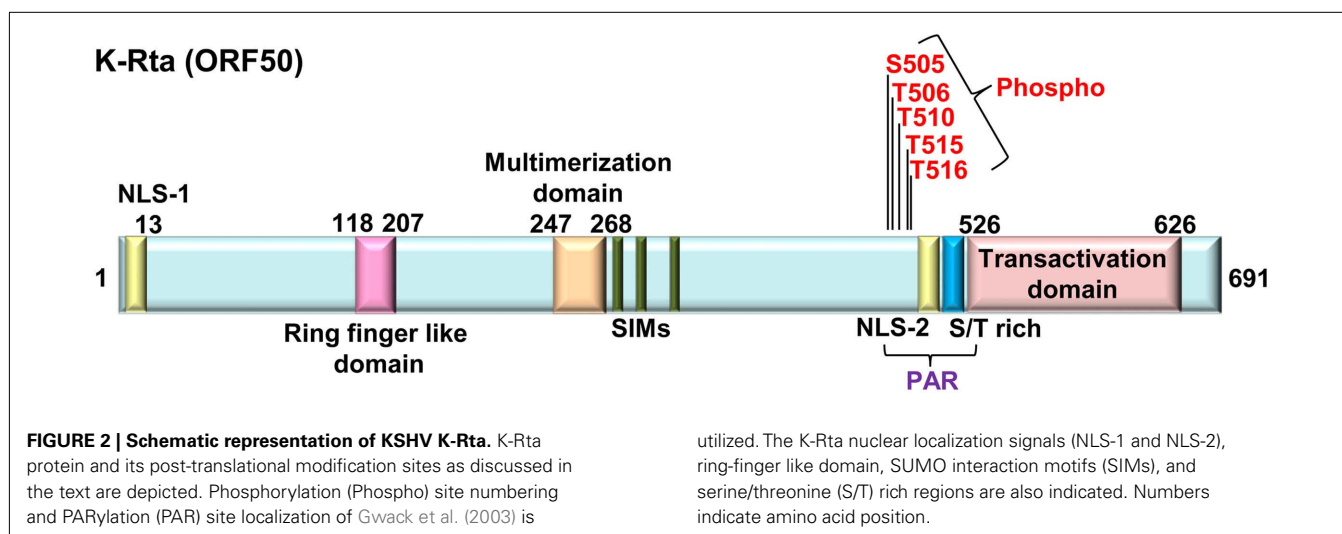 K-Rta (ORF50)
S505
T506
T510
T515
T516
Phospho
Multimerization
domain
NLS-1
13
118 207
247 268
526
626
1
Transactivation
domain
691
Ring finger like
domain
SIMs
NLS-2
S/T rich
PAR
FIGURE 2 | Schematic representation of KSHV K-Rta. K-Rta
protein and its post-translational modification sites as discussed in
the text are depicted. Phosphorylation (Phospho) site numbering
and PARylation (PAR) site localization of Gwack et al. (2003) is
utilized. The K-Rta nuclear localization signals (NLS-1 and NLS-2),
ring-finger like domain, SUMO interaction motifs (SIMs), and
serine/threonine (S/T) rich regions are also indicated. Numbers
indicate amino acid position.